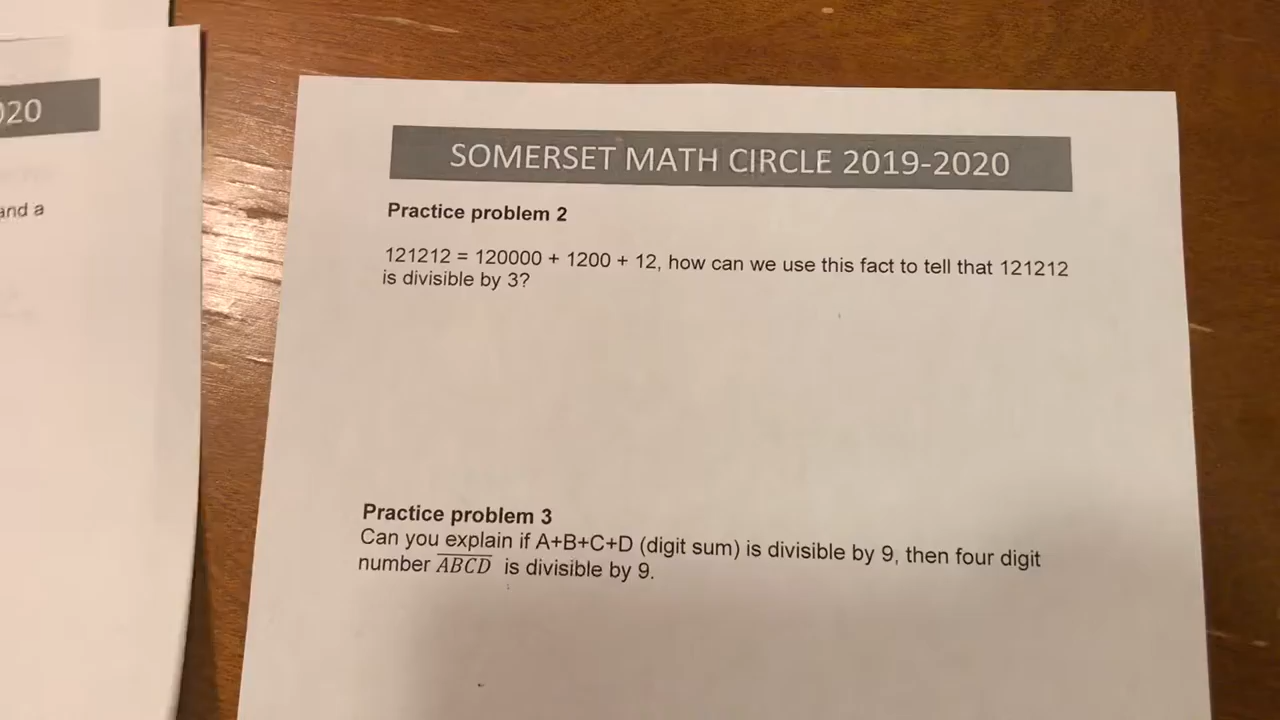 020
and a
SOMERSET MATH CIRCLE 2019-2020
Practice problem 2
121212 = 120000 + 1200 + 12, how can we use this fact to tell that 121212
is divisible by 3?
Practice problem 3
Can you explain if A+B+C+D (digit sum) is divisible by 9, then four digit
number \overline{ABCD} is divisible by 9.